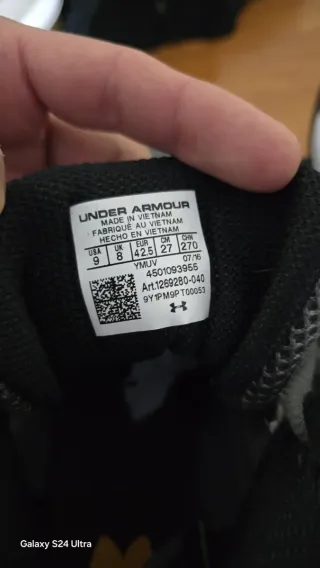 UNDER ARMOUR
MADE IN VIETNAM
FABRIQUÉ AU VIETNAM
HECHO EN VIETNAM
USA UK EUR CM CHN
9 8 42.5 27 270
YMUV 07/16
4501093955
Art.1269280-040
9Y1PM9PT00053
Galaxy S24 Ultra